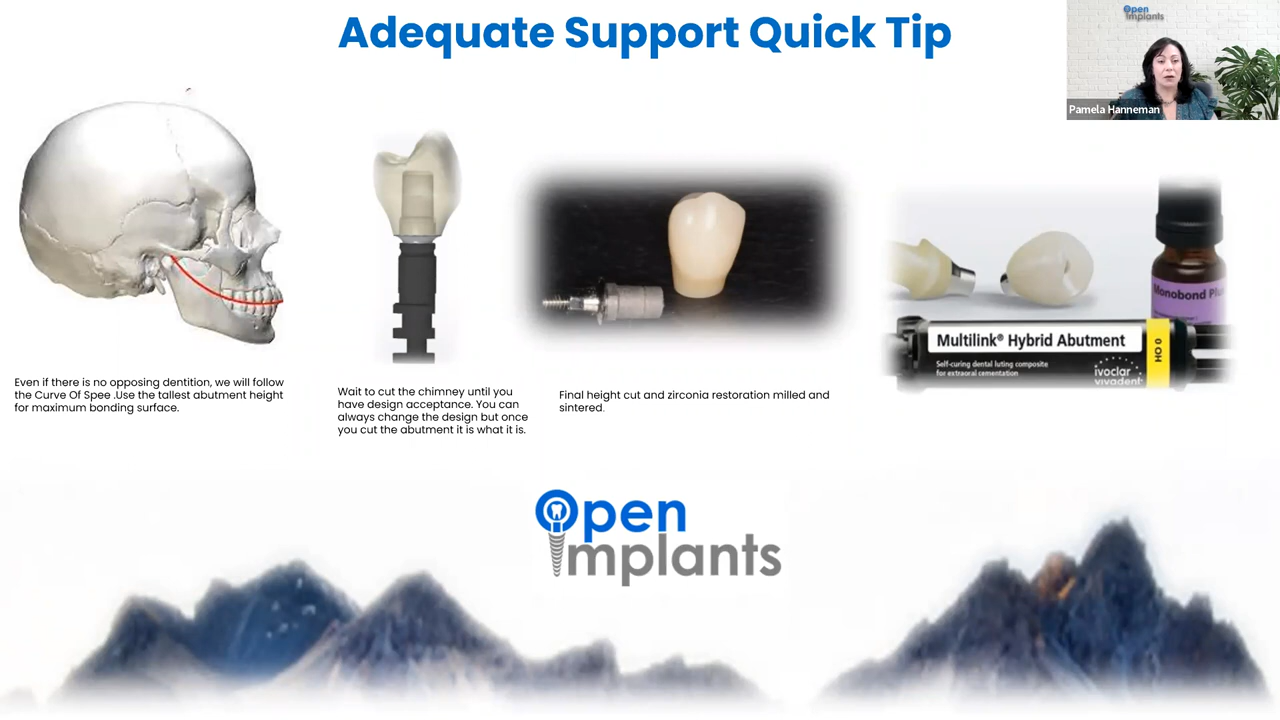 Adequate Support Quick Tip
Open
Implants
Pamela Hanneman
Even if there is no opposing dentition, we will follow
the Curve Of Spee .Use the tallest abutment height
for maximum bonding surface.
Wait to cut the chimney until you
have design acceptance. You can
always change the design but once
you cut the abutment it is what it is.
Final height cut and zirconia restoration milled and
sintered.
Monobond Plu
Multilink® Hybrid Abutment
Self-curing dental luting composite
for extraoral cementation
HO 0
ivoclar
vivadent
Open
Implants